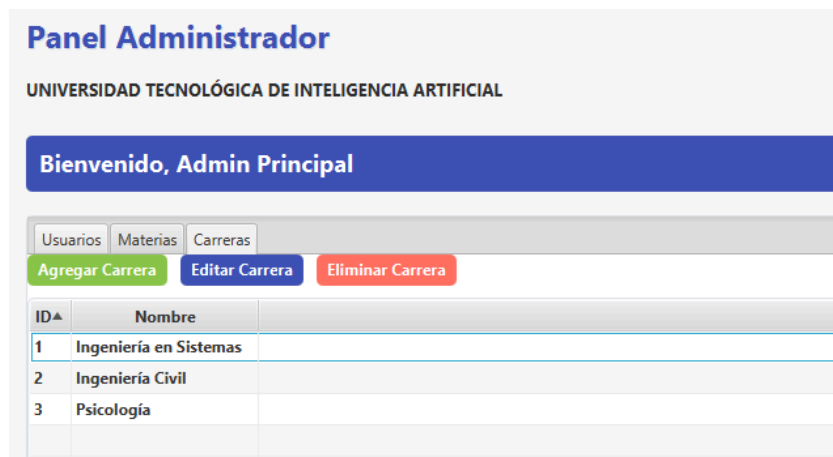 Panel Administrador
UNIVERSIDAD TECNOLÓGICA DE INTELIGENCIA ARTIFICIAL
Bienvenido, Admin Principal
Usuarios Materias Carreras
Agregar Carrera Editar Carrera Eliminar Carrera
ID▲ Nombre
1 Ingeniería en Sistemas
2 Ingeniería Civil
3 Psicología